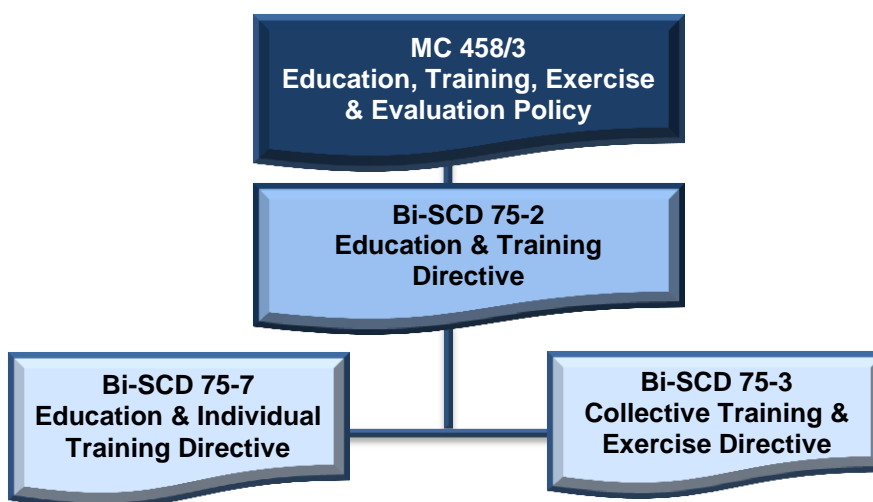 MC 458/3
Education, Training, Exercise
& Evaluation Policy
Bi-SCD 75-2
Education & Training
Directive
Bi-SCD 75-7
Education & Individual
Training Directive
Bi-SCD 75-3
Collective Training &
Exercise Directive